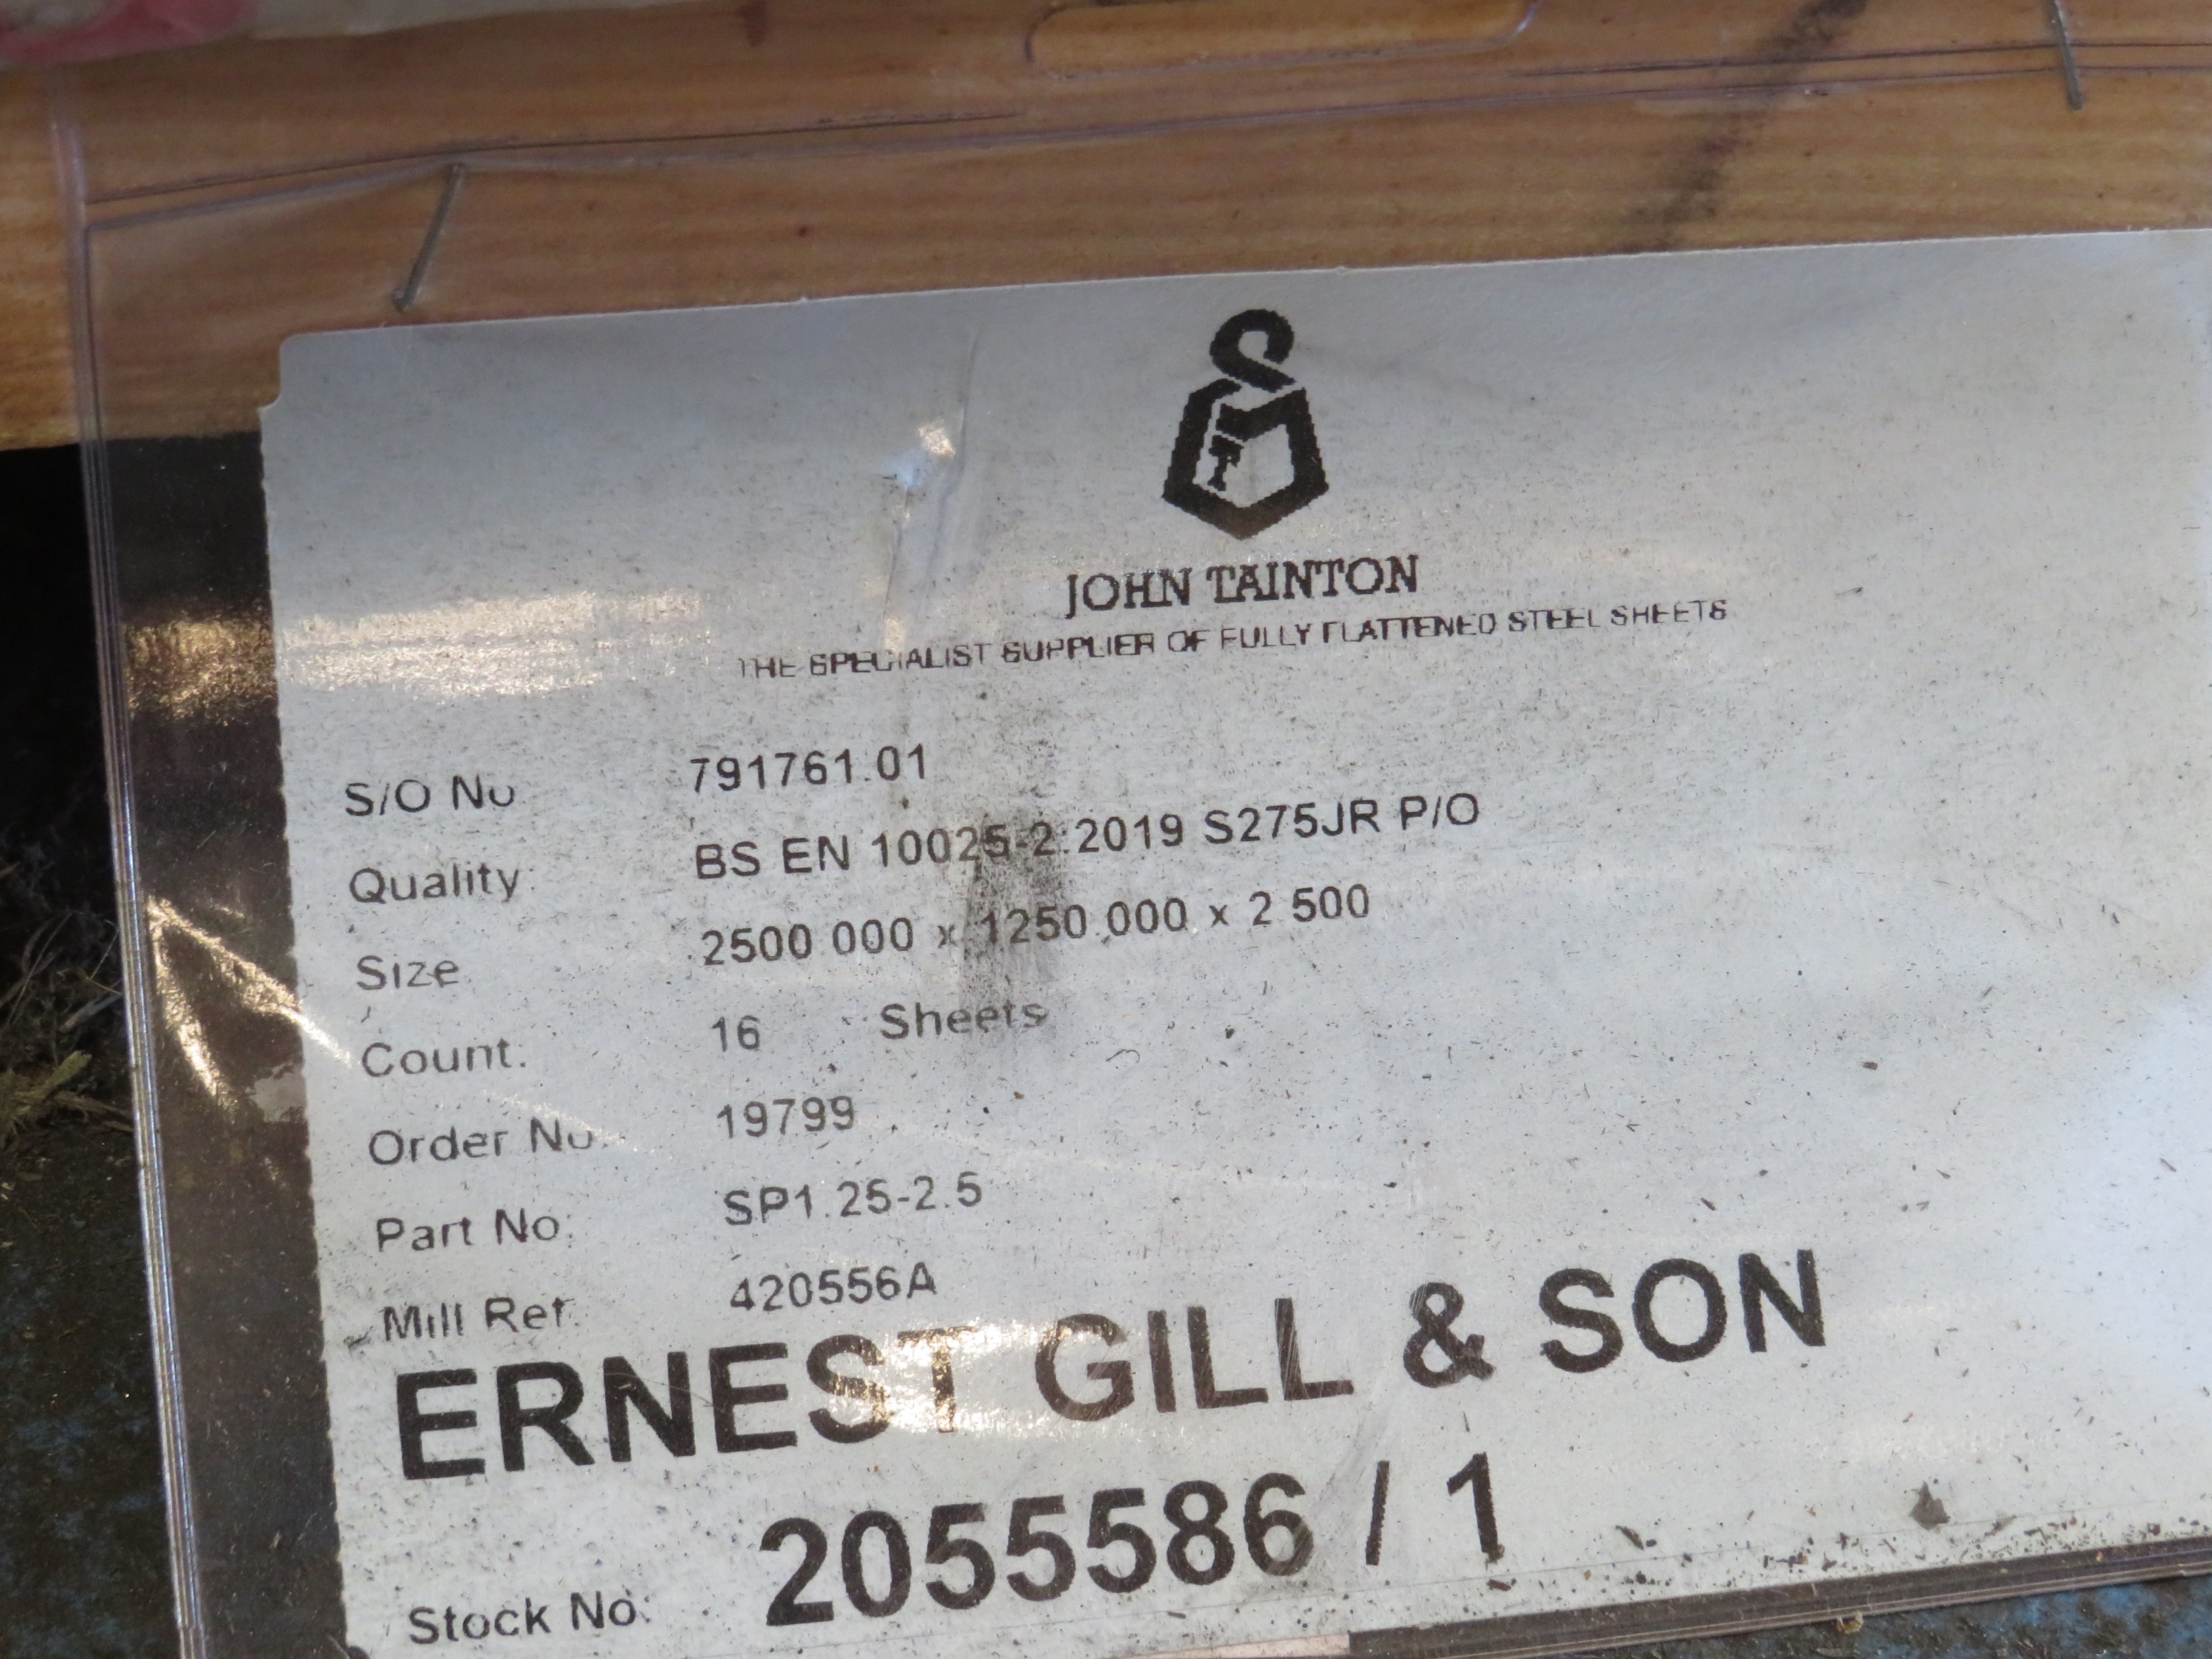 JOHN TAINTON
THE SPECIALIST SUPPLIER OF FULLY FLATTENED STEEL SHEETS
S/O No 791761.01
Quality: BS EN 10025-2:2019 S275JR P/O
Size 2500.000 x 1250.000 x 2.500
Count: 16 Sheets
Order No. 19799
Part No: SP1.25-2.5
Mill Ref. 420556A
ERNEST GILL & SON
Stock No: 2055586 / 1